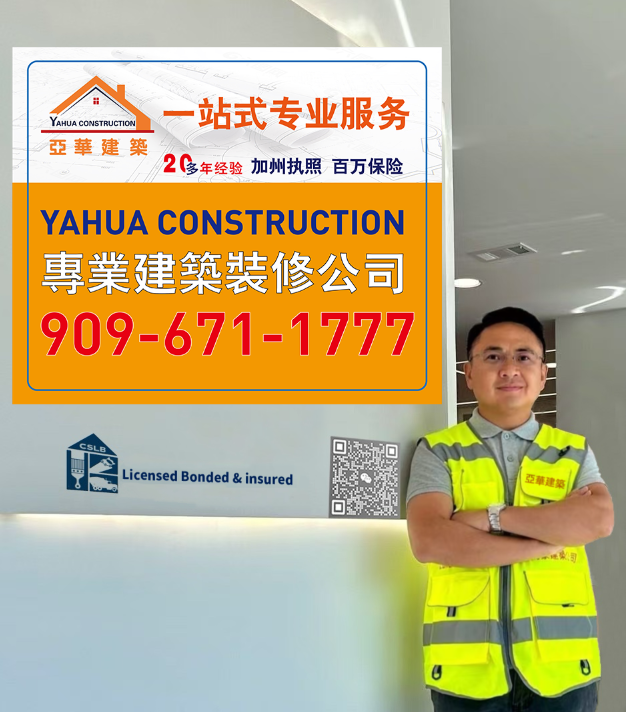 YAHUA CONSTRUCTION
亞華建築
一站式专业服务
20多年经验 加州执照 百万保险
YAHUA CONSTRUCTION
專業建築裝修公司
909-671-1777
CSLB
Licensed Bonded & insured
亞華建築